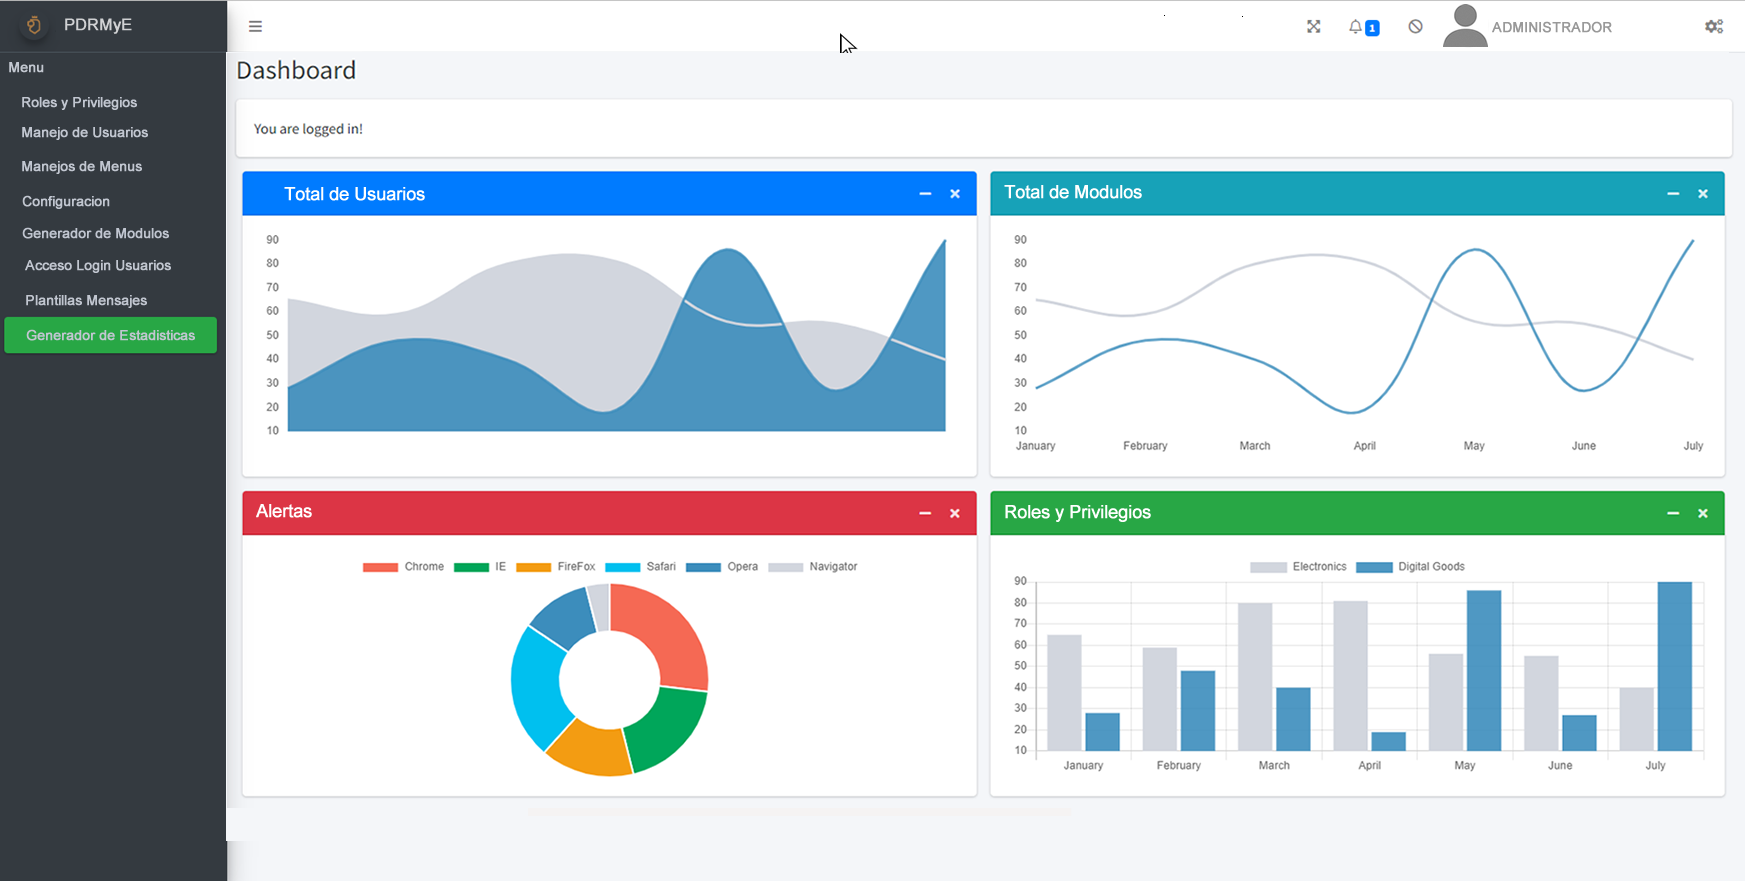 PDRMyE
1
ADMINISTRADOR
Menu
Roles y Privilegios
Manejo de Usuarios
Manejos de Menus
Configuracion
Generador de Modulos
Acceso Login Usuarios
Plantillas Mensajes
Generador de Estadisticas
Dashboard
You are logged in!
Total de Usuarios
90
80
70
60
50
40
30
20
10
Total de Modulos
90
80
70
60
50
40
30
20
10
January February March April May June July
Alertas
Chrome IE FireFox Safari Opera Navigator
Roles y Privilegios
Electronics Digital Goods
90
80
70
60
50
40
30
20
10
January February March April May June July